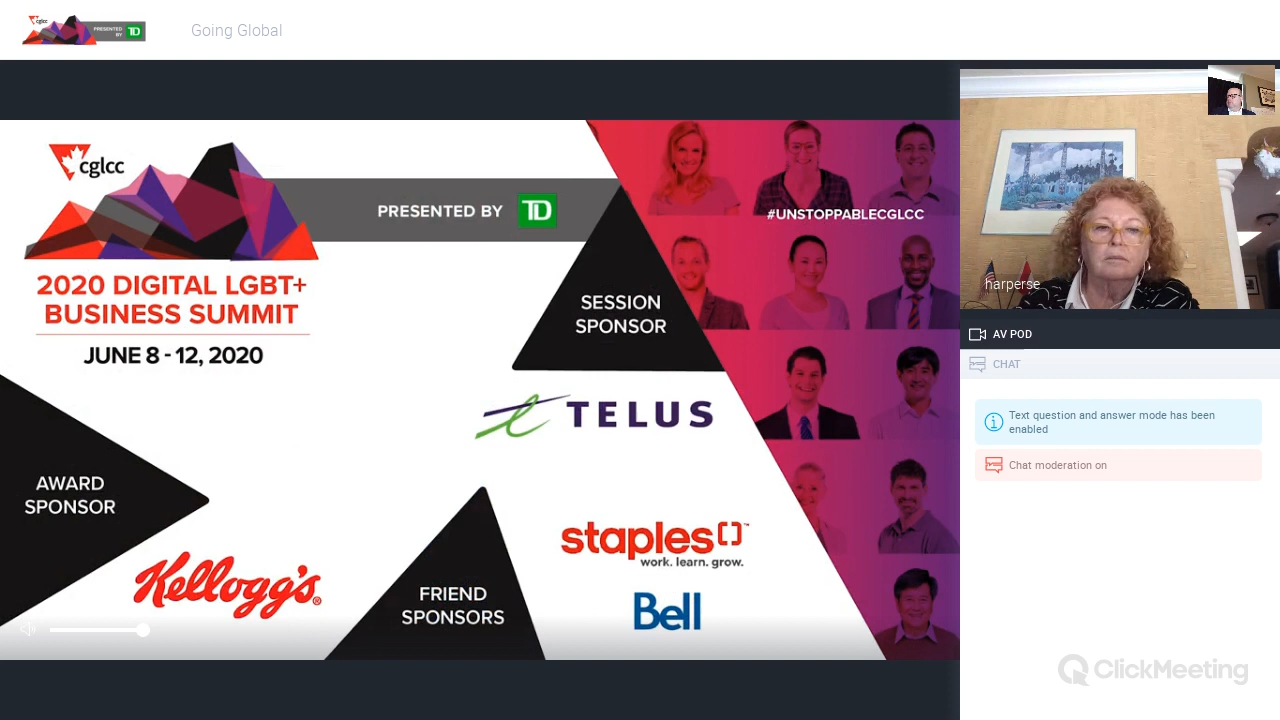 cglcc
PRESENTED
BY
TD
Going Global
cglcc
PRESENTED BY
TD
#UNSTOPPABLECGLCC
2020 DIGITAL LGBT+
BUSINESS SUMMIT
JUNE 8 - 12, 2020
SESSION
SPONSOR
TELUS
AWARD
SPONSOR
Kellogg's®
FRIEND
SPONSORS
staples™
work. learn. grow.
Bell
harperse
AV POD
CHAT
Text question and answer mode has been
enabled
Chat moderation on
ClickMeeting